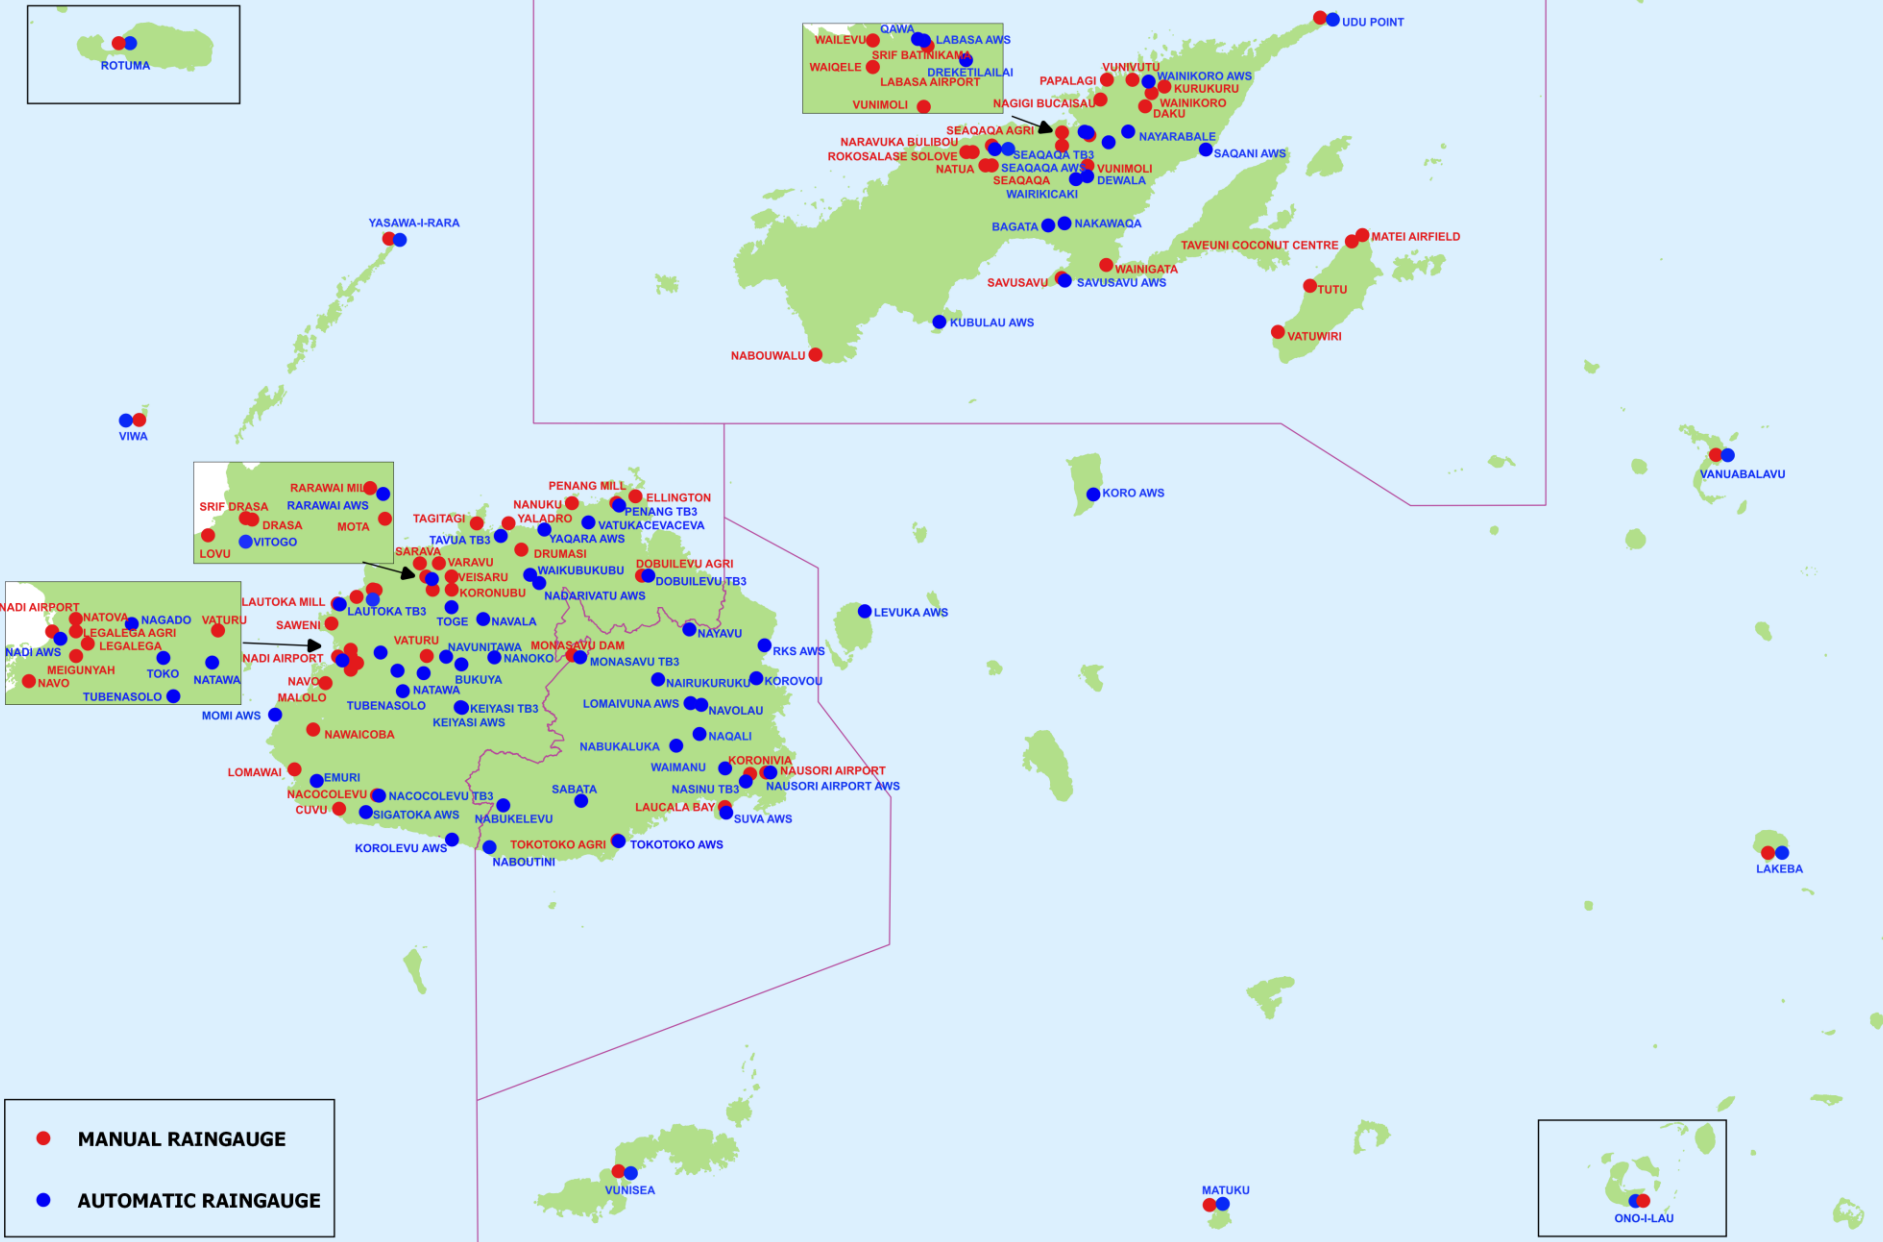 ROTUMA
UDU POINT
QAWA
WAILEVU
LABASA AWS
SRIF BATINIKAMA
WAIQELE
DREKETILAILAI
LABASA AIRPORT
VUNIMOLI
VUNIVUTU
PAPALAGI
WAINIKORO AWS
KURUKURU
NAGIGI BUCAISAU
WAINIKORO
DAKU
SEAQAQA AGRI
NAYARABALE
NARAVUKA BULIBOU
SEAQAQA TB3
SAQANI AWS
ROKOSALASE SOLOVE
NATUA
SEAQAQA AWS
VUNIMOLI
SEAQAQA
DEWALA
WAIRIKICAKI
BAGATA
NAKAWAQA
YASAWA-I-RARA
TAVEUNI COCONUT CENTRE
MATEI AIRFIELD
WAINIGATA
SAVUSAVU
SAVUSAVU AWS
TUTU
KUBULAU AWS
VATUWIRI
NABOUWALU
VIWA
VANUABALAVU
KORO AWS
RARAWAI MILL
RARAWAI AWS
SRIF DRASA
DRASA
MOTA
VITOGO
LOVU
PENANG MILL
ELLINGTON
NANUKU
PENANG TB3
TAGITAGI
YALADRO
VATUKACEVACEVA
TAVUA TB3
YAQARA AWS
SARAVA
DRUMASI
VARAVU
DOBUILEVU AGRI
VEISARU
WAIKUBUKUBU
DOBUILEVU TB3
KORONUBU
NADARIVATU AWS
LAUTOKA MILL
LAUTOKA TB3
LEVUKA AWS
SAWENI
TOGE
NAVALA
NADI AIRPORT
NATOVA
NAGADO
VATURU
LEGALEGA AGRI
LEGALEGA
NADI AWS
MEIGUNYAH
TOKO
NATAWA
NAVO
TUBENASOLO
NAYAVU
VATURU
NAVUNITAWA
MONASAVU DAM
RKS AWS
NADI AIRPORT
NANOKO
MONASAVU TB3
BUKUYA
NAVO
NAIRUKURUKU
KOROVOU
MALOLO
NATAWA
TUBENASOLO
KEIYASI TB3
LOMAIVUNA AWS
NAVOLAU
MOMI AWS
KEIYASI AWS
NAWAICOBA
NAQALI
NABUKALUKA
KORONIVIA
LOMAWAI
WAIMANU
NAUSORI AIRPORT
EMURI
NASINU TB3
NAUSORI AIRPORT AWS
NACOCOLEVU
NACOCOLEVU TB3
SABATA
CUVU
SIGATOKA AWS
NABUKELEVU
LAUCALA BAY
SUVA AWS
KOROLEVU AWS
TOKOTOKO AGRI
TOKOTOKO AWS
NABOUTINI
LAKEBA
MANUAL RAINGAUGE
AUTOMATIC RAINGAUGE
VUNISEA
MATUKU
ONO-I-LAU